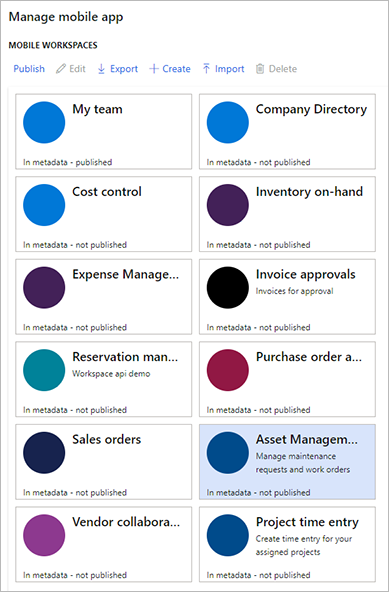 Manage mobile app
MOBILE WORKSPACES
Publish Edit Export Create Import Delete
My team
In metadata - published
Company Directory
In metadata - not published
Cost control
In metadata - not published
Inventory on-hand
In metadata - not published
Expense Manage...
In metadata - not published
Invoice approvals
Invoices for approval
In metadata - not published
Reservation man...
Workspace api demo
In metadata - not published
Purchase order a...
In metadata - not published
Sales orders
In metadata - not published
Asset Managem...
Manage maintenance
requests and work orders
In metadata - not published
Vendor collabora...
In metadata - not published
Project time entry
Create time entry for your
assigned projects
In metadata - not published